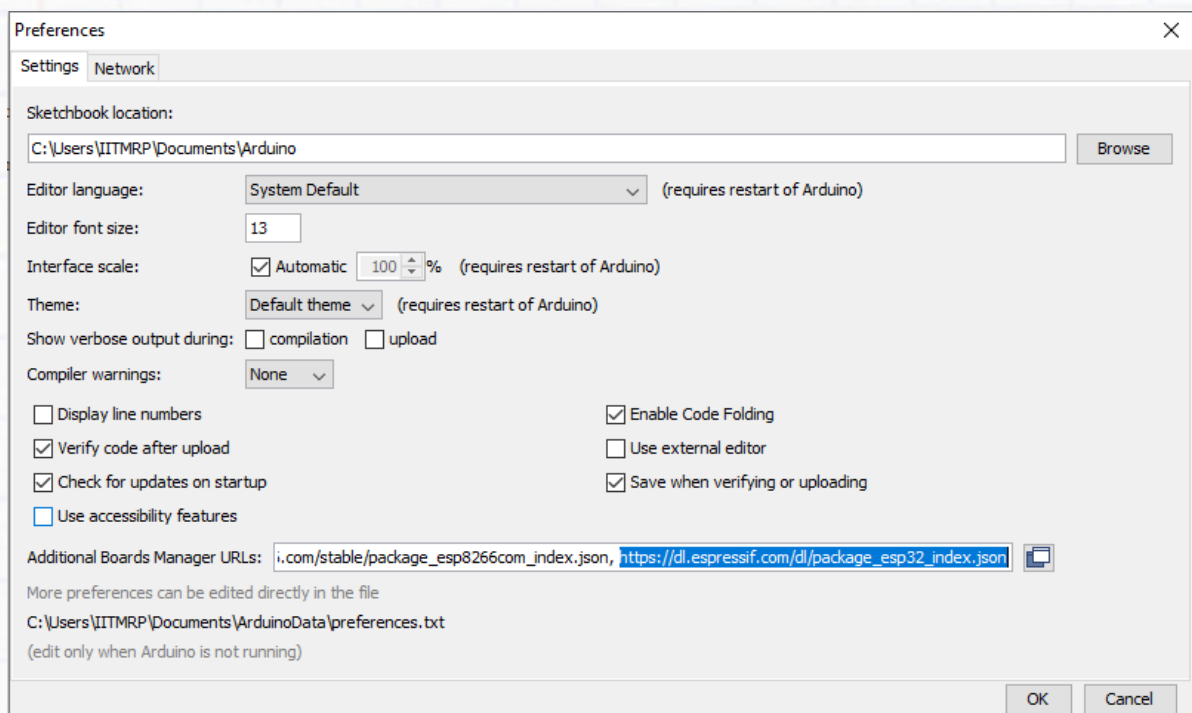 Preferences
Settings Network
Sketchbook location:
C:\Users\IITMRP\Documents\Arduino Browse
Editor language: System Default (requires restart of Arduino)
Editor font size: 13
Interface scale: Automatic 100 % (requires restart of Arduino)
Theme: Default theme (requires restart of Arduino)
Show verbose output during: compilation upload
Compiler warnings: None
Display line numbers Enable Code Folding
Verify code after upload Use external editor
Check for updates on startup Save when verifying or uploading
Use accessibility features
Additional Boards Manager URLs: .com/stable/package_esp8266com_index.json, https://dl.espressif.com/dl/package_esp32_index.json
More preferences can be edited directly in the file
C:\Users\IITMRP\Documents\ArduinoData\preferences.txt
(edit only when Arduino is not running)
OK Cancel